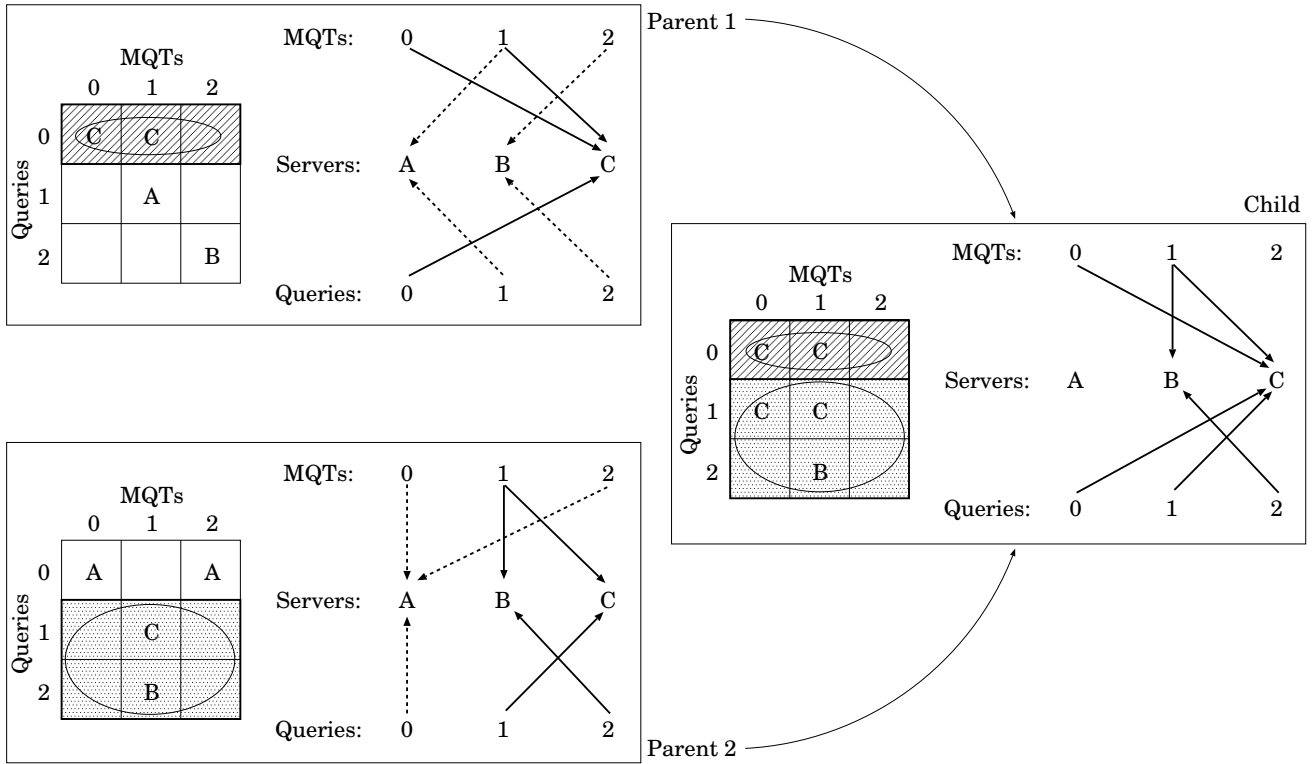 Parent 1
MQTs: 0 1 2
MQTs
0 1 2
Queries
0 C C
1 A
2 B
Servers: A B C
Queries: 0 1 2
Child
MQTs: 0 1 2
MQTs
0 1 2
Queries
0 C C
1 C C
2 B
Servers: A B C
Queries: 0 1 2
MQTs: 0 1 2
MQTs
0 1 2
Queries
0 A A
1 C
2 B
Servers: A B C
Queries: 0 1 2
Parent 2